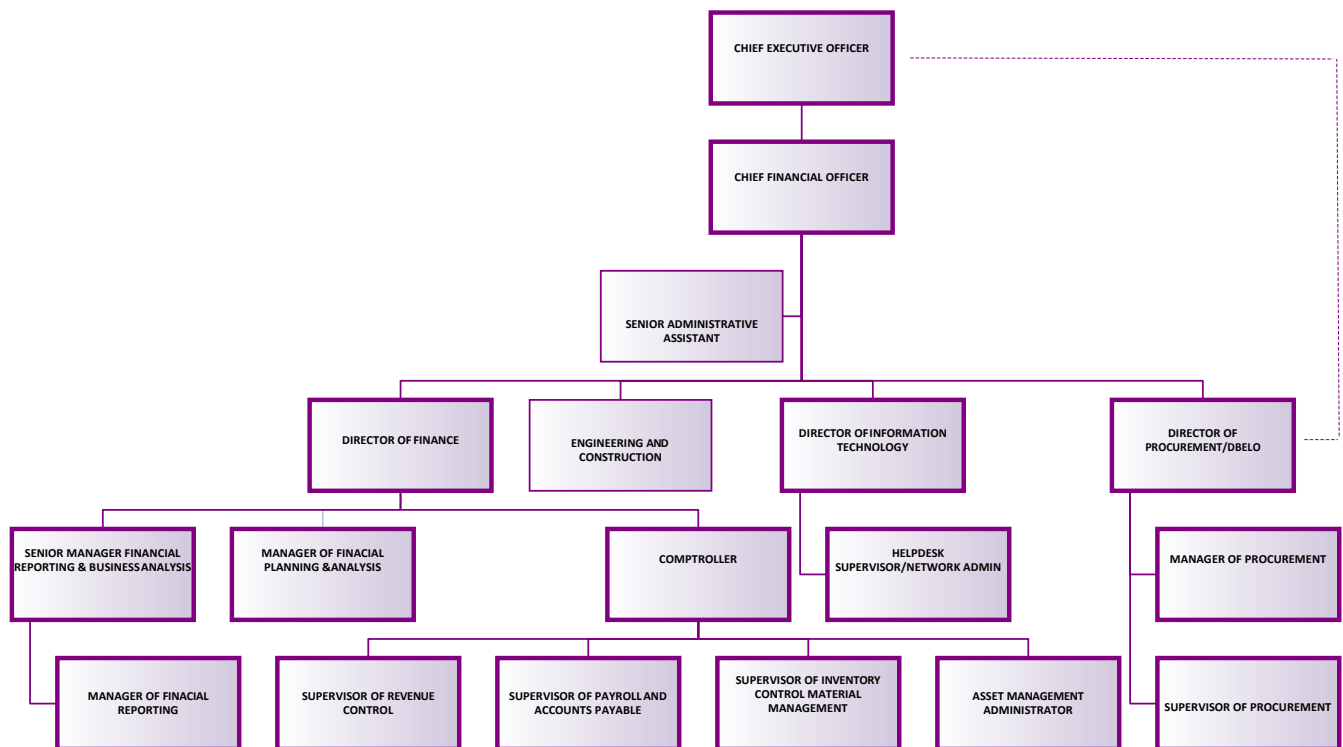 CHIEF EXECUTIVE OFFICER
CHIEF FINANCIAL OFFICER
SENIOR ADMINISTRATIVE
ASSISTANT
DIRECTOR OF FINANCE
ENGINEERING AND
CONSTRUCTION
DIRECTOR OF INFORMATION
TECHNOLOGY
DIRECTOR OF
PROCUREMENT/DBELO
SENIOR MANAGER FINANCIAL
REPORTING & BUSINESS ANALYSIS
MANAGER OF FINACIAL
PLANNING & ANALYSIS
COMPTROLLER
HELPDESK
SUPERVISOR/NETWORK ADMIN
MANAGER OF PROCUREMENT
MANAGER OF FINACIAL
REPORTING
SUPERVISOR OF REVENUE
CONTROL
SUPERVISOR OF PAYROLL AND
ACCOUNTS PAYABLE
SUPERVISOR OF INVENTORY
CONTROL MATERIAL
MANAGEMENT
ASSET MANAGEMENT
ADMINISTRATOR
SUPERVISOR OF PROCUREMENT